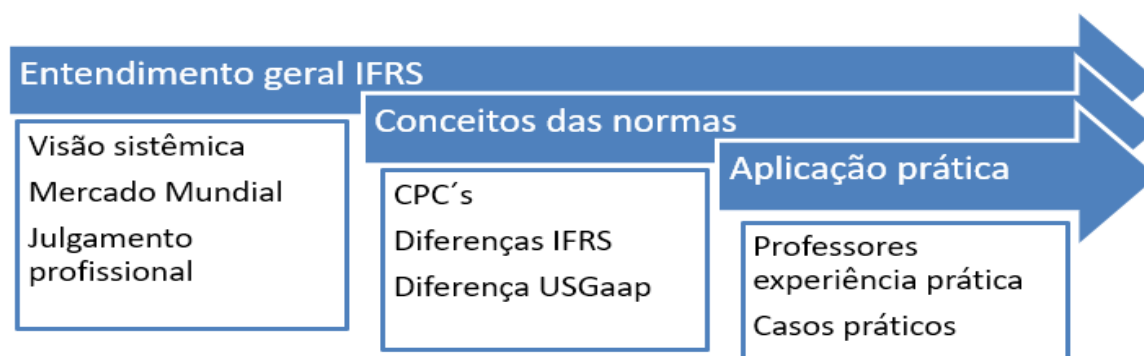 Entendimento geral IFRS
Visão sistêmica
Mercado Mundial
Julgamento
profissional
Conceitos das normas
CPC´s
Diferenças IFRS
Diferença USGaap
Aplicação prática
Professores
experiência prática
Casos práticos